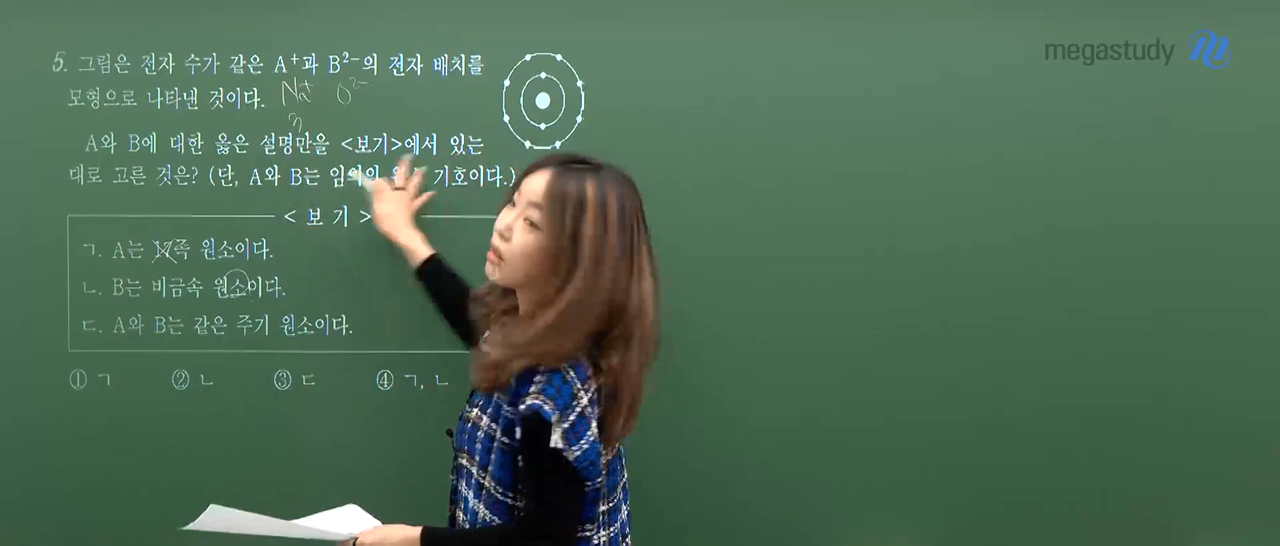 megastudy
5. 그림은 전자 수가 같은 A⁺과 B²⁻의 전자 배치를
모형으로 나타낸 것이다.
Na⁺ O²⁻
A와 B에 대한 옳은 설명만을 <보기>에서 있는
대로 고른 것은? (단, A와 B는 임의의 기호이다.)
<보기>
ㄱ. A는 17족 원소이다.
ㄴ. B는 비금속 원소이다.
ㄷ. A와 B는 같은 주기 원소이다.
① ㄱ ② ㄴ ③ ㄷ ④ ㄱ, ㄴ